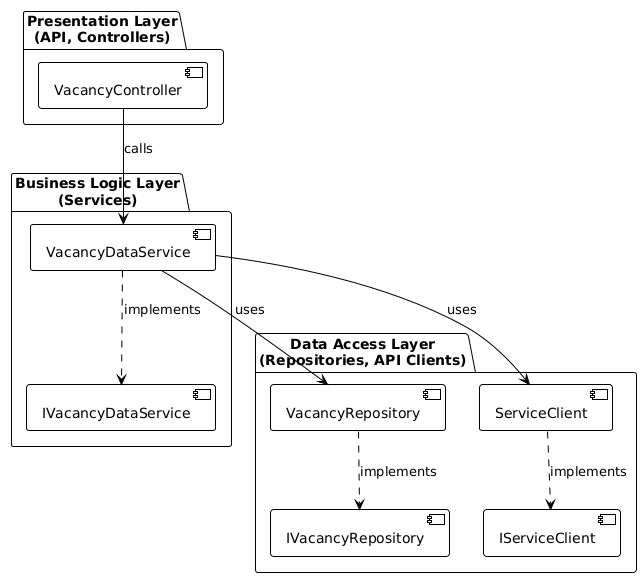 Presentation Layer
(API, Controllers)
VacancyController
calls
Business Logic Layer
(Services)
VacancyDataService
implements
uses
uses
IVacancyDataService
Data Access Layer
(Repositories, API Clients)
VacancyRepository
ServiceClient
implements
implements
IVacancyRepository
IServiceClient